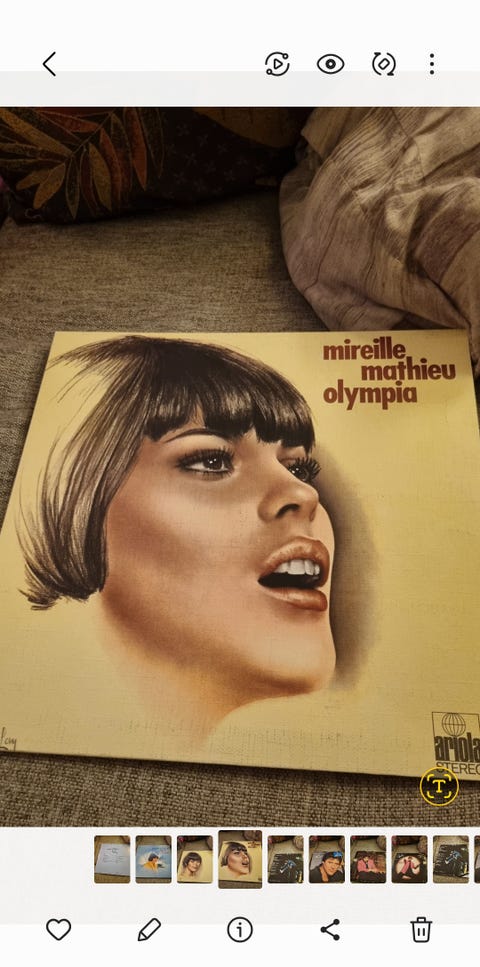 mireille
mathieu
olympia
ariola
STEREO
T